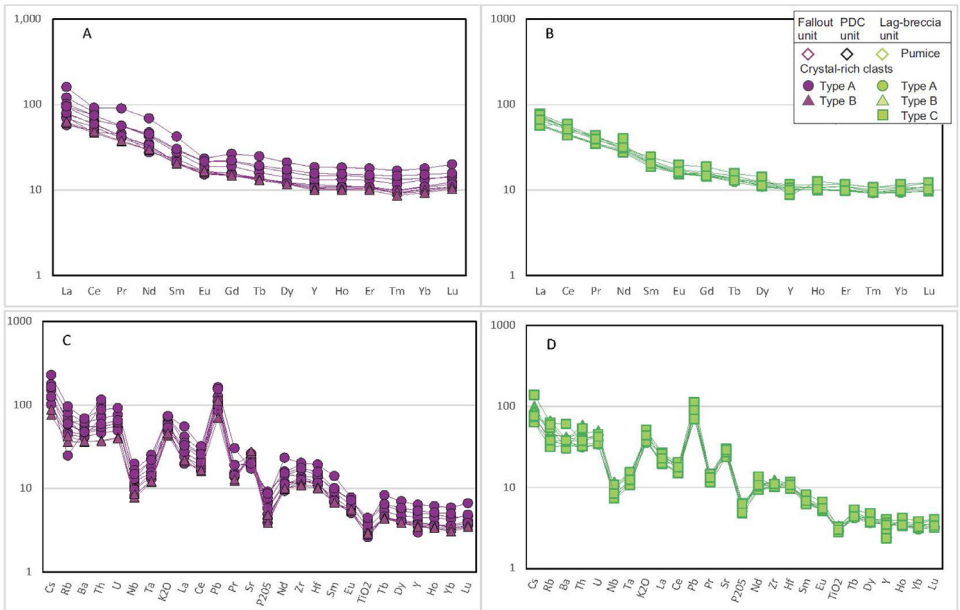 1,000
100
10
1
A
La Ce Pr Nd Sm Eu Gd Tb Dy Y Ho Er Tm Yb Lu
1000
100
10
1
B
Fallout unit
PDC unit
Lag-breccia unit
Pumice
Crystal-rich clasts
Type A
Type B
Type A
Type B
Type C
La Ce Pr Nd Sm Eu Gd Tb Dy Y Ho Er Tm Yb Lu
1000
100
10
1
C
Cs Rb Ba Th U Nb Ta K2O La Ce Pb Pr Sr P2O5 Nd Zr Hf Sm Eu TiO2 Tb Dy Y Ho Yb Lu
1000
100
10
1
D
Cs Rb Ba Th U Nb Ta K2O La Ce Pb Pr Sr P2O5 Nd Zr Hf Sm Eu TiO2 Tb Dy Y Ho Yb Lu